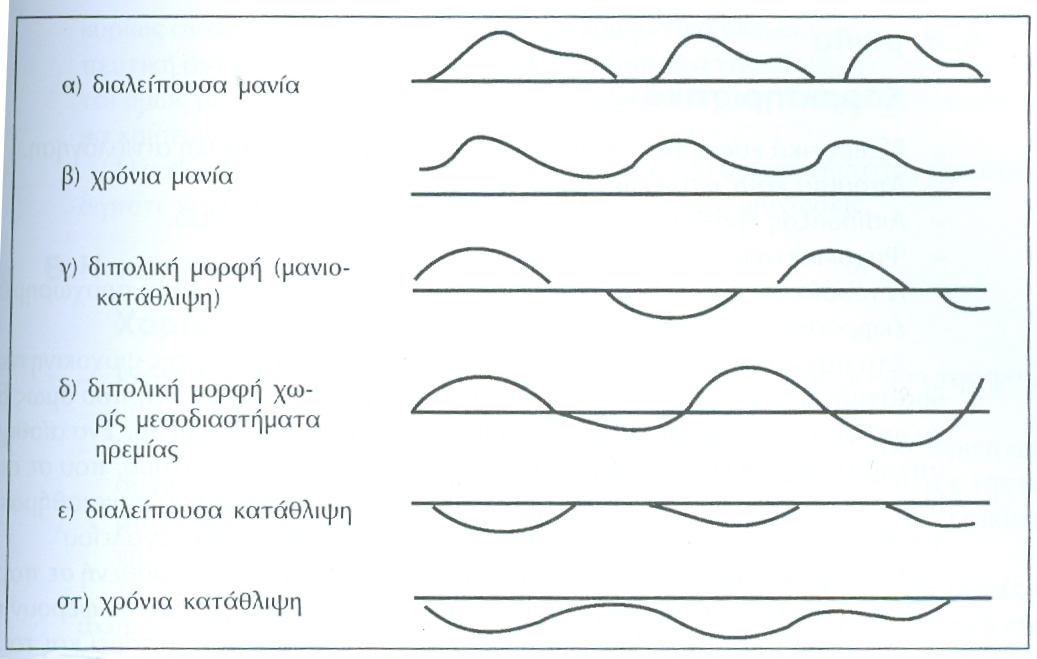 α) διαλείπουσα μανία
β) χρόνια μανία
γ) διπολική μορφή (μανιο-
κατάθλιψη)
δ) διπολική μορφή χω-
ρίς μεσοδιαστήματα
ηρεμίας
ε) διαλείπουσα κατάθλιψη
στ) χρόνια κατάθλιψη